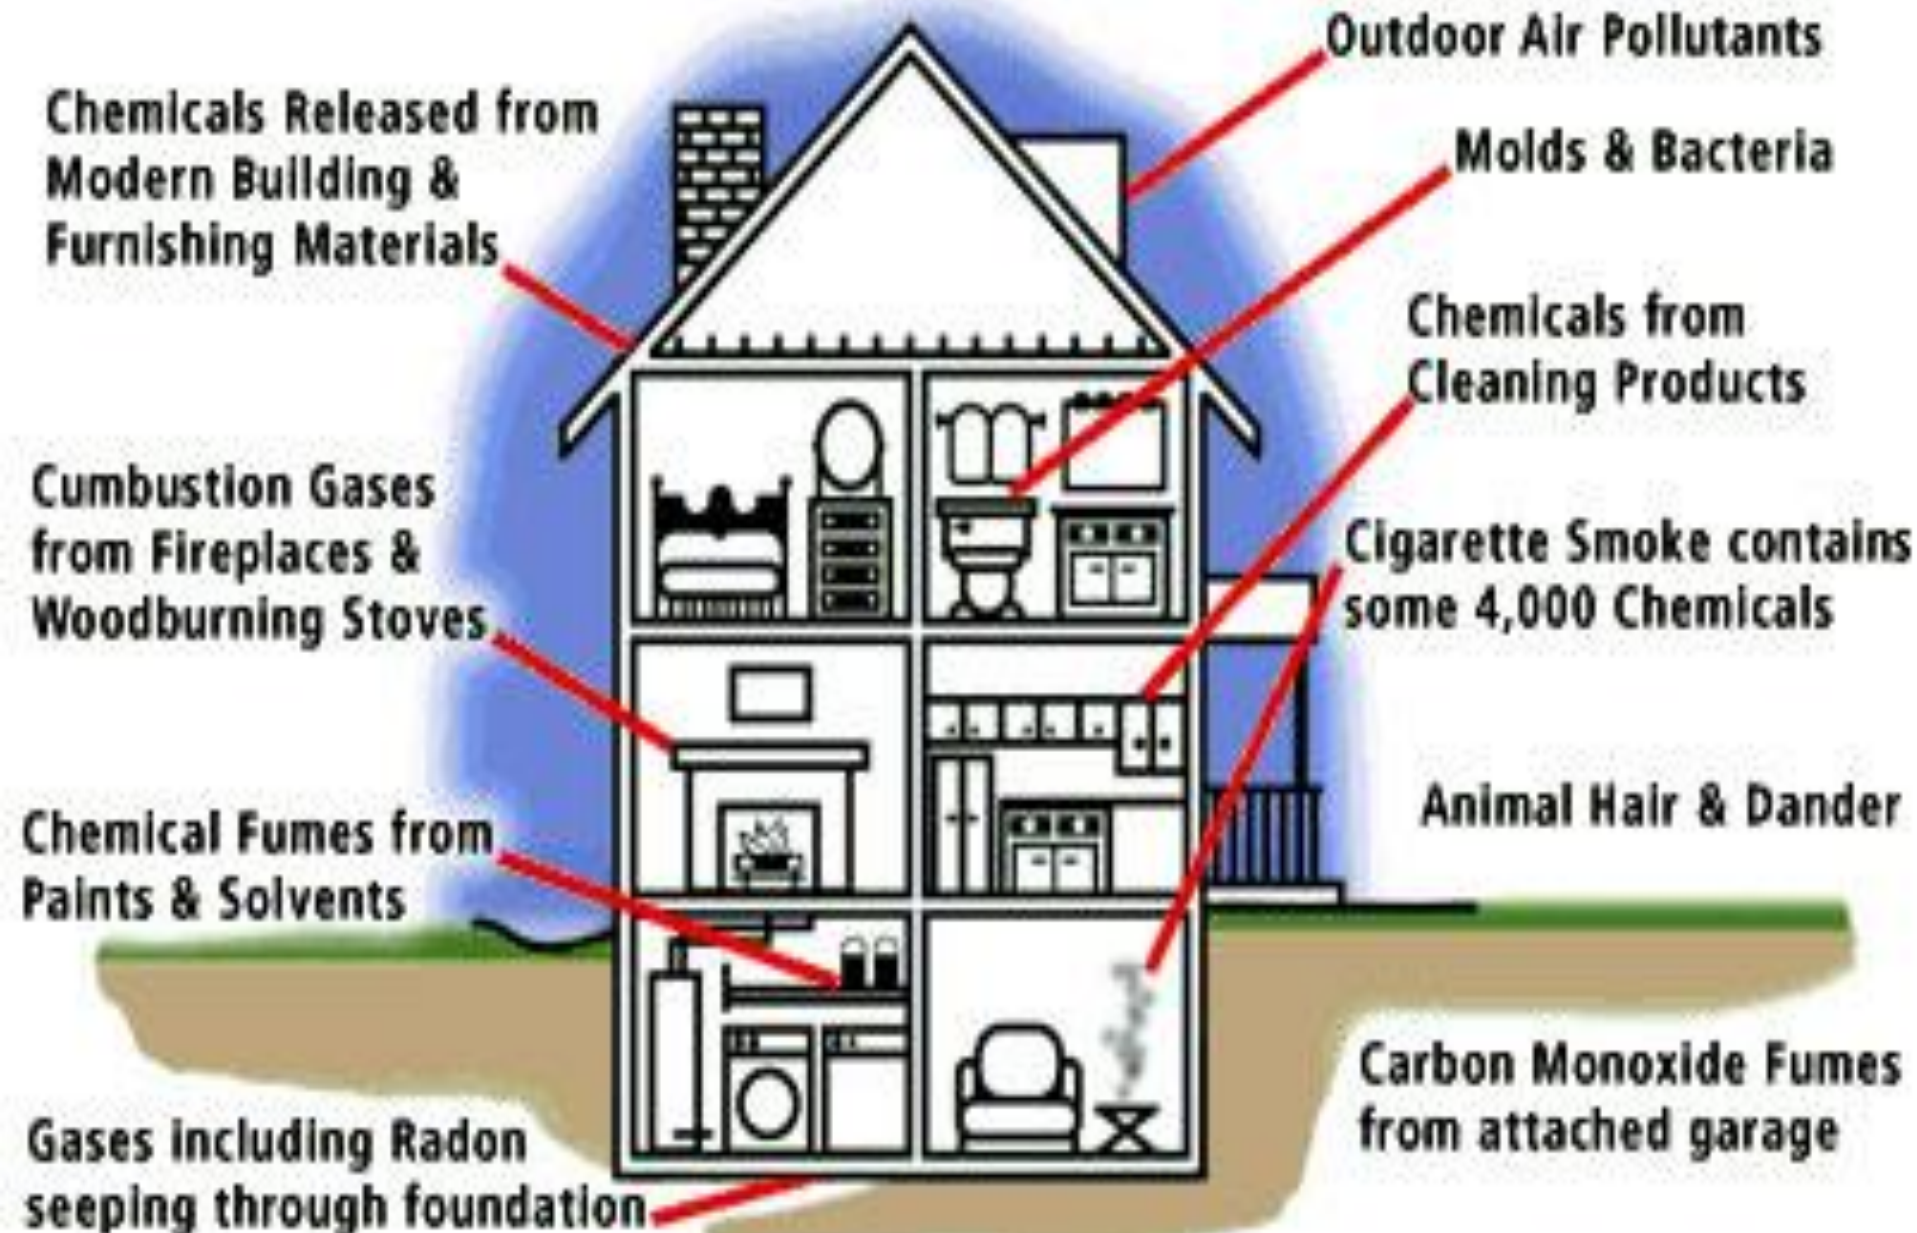 Chemicals Released from
Modern Building &
Furnishing Materials
Cumbustion Gases
from Fireplaces &
Woodburning Stoves
Chemical Fumes from
Paints & Solvents
Gases including Radon
seeping through foundation
Outdoor Air Pollutants
Molds & Bacteria
Chemicals from
Cleaning Products
Cigarette Smoke contains
some 4,000 Chemicals
Animal Hair & Dander
Carbon Monoxide Fumes
from attached garage